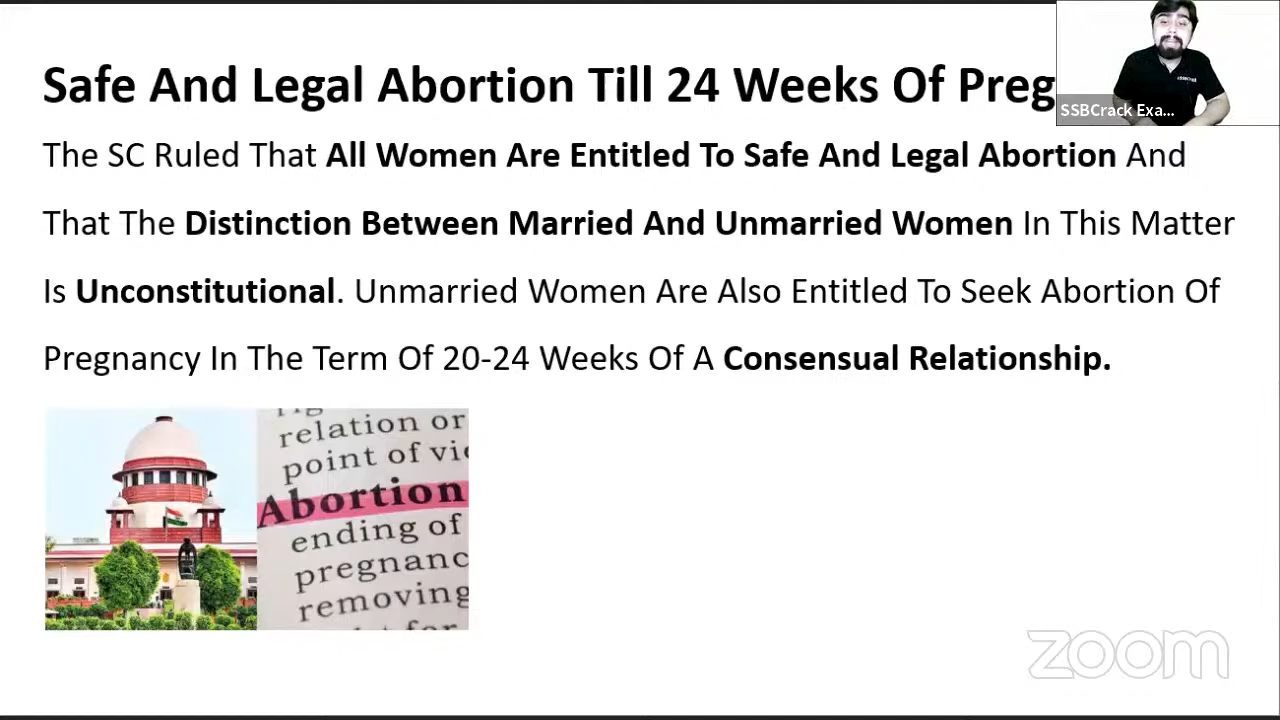 Safe And Legal Abortion Till 24 Weeks Of Preg
SSBCrack Exa...
The SC Ruled That All Women Are Entitled To Safe And Legal Abortion And
That The Distinction Between Married And Unmarried Women In This Matter
Is Unconstitutional. Unmarried Women Are Also Entitled To Seek Abortion Of
Pregnancy In The Term Of 20-24 Weeks Of A Consensual Relationship.
relation or
point of
Abortion
ending of
pregnanc
removing
zoom